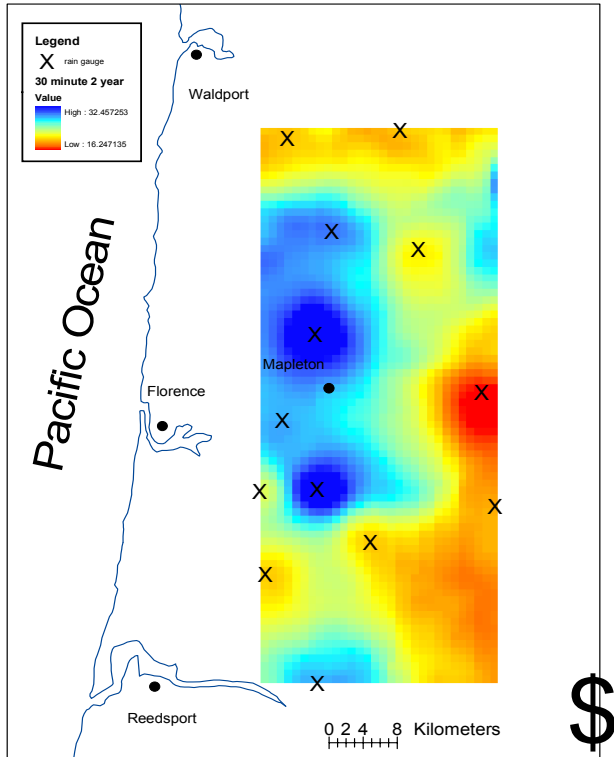 Legend
X rain gauge
30 minute 2 year
Value
High : 32.457253
Low : 16.247135
Waldport
X
X
X
X
Pacific Ocean
X
Mapleton
Florence
X
X
X
X
X
X
X
X
Reedsport
0 2 4 8 Kilometers
$